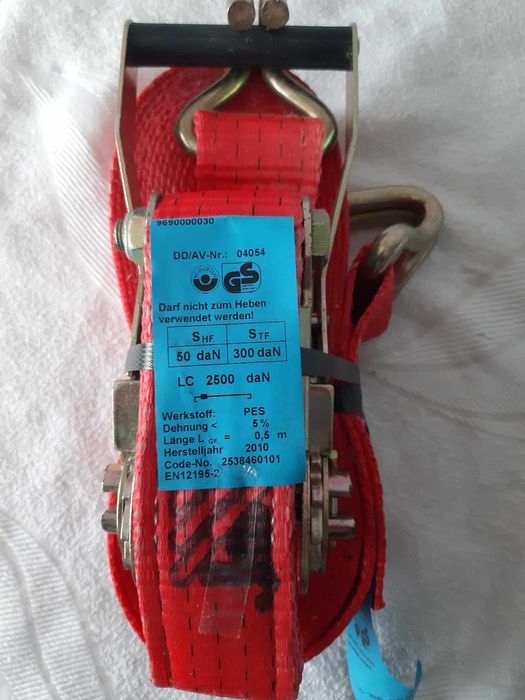 9690000030
DD/AV-Nr.: 04054
GS
Darf nicht zum Heben
verwendet werden!
SHF STF
50 daN 300 daN
LC 2500 daN
Werkstoff: PES
Dehnung < 5%
Länge L GF = 0,5 m
Herstelljahr 2010
Code-No. 2538460101
EN12195-2